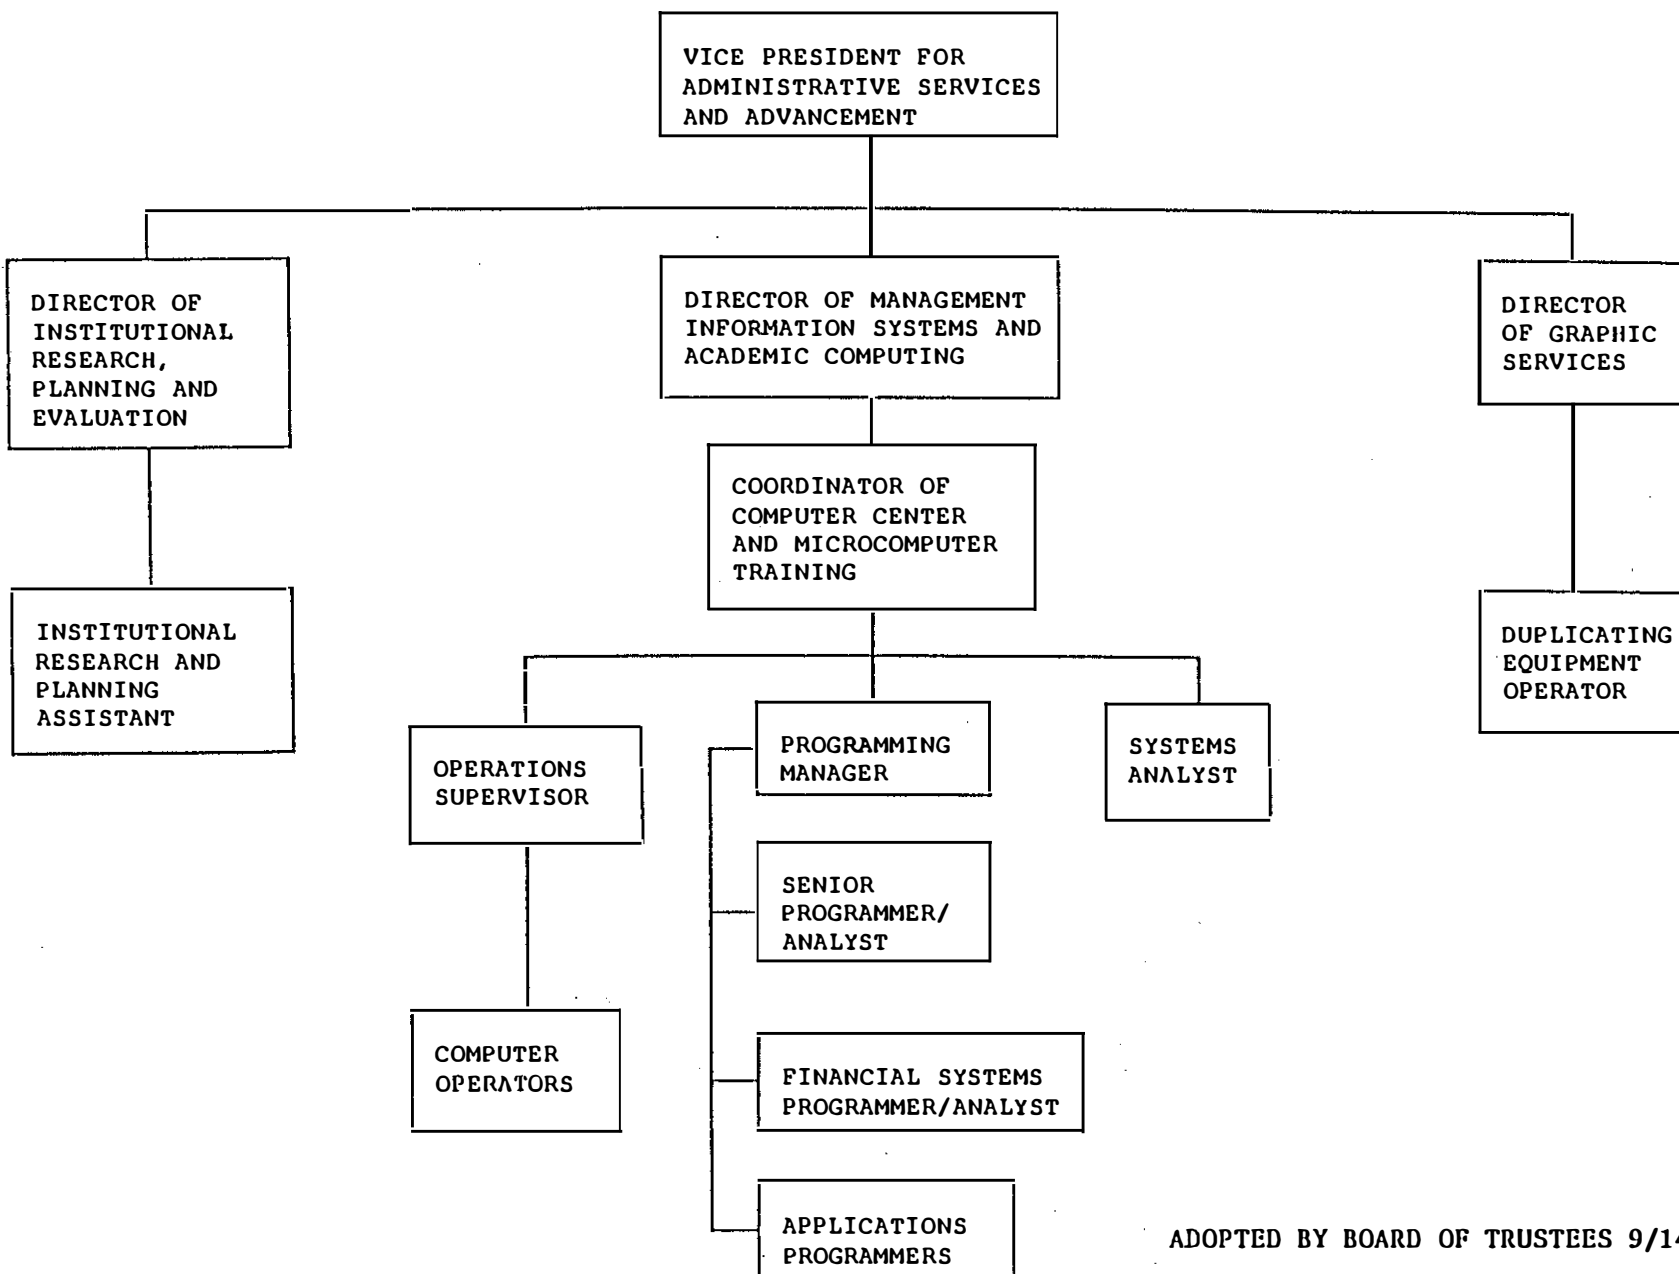 VICE PRESIDENT FOR
ADMINISTRATIVE SERVICES
AND ADVANCEMENT
DIRECTOR OF
INSTITUTIONAL
RESEARCH,
PLANNING AND
EVALUATION
DIRECTOR OF MANAGEMENT
INFORMATION SYSTEMS AND
ACADEMIC COMPUTING
DIRECTOR
OF GRAPHIC
SERVICES
COORDINATOR OF
COMPUTER CENTER
AND MICROCOMPUTER
TRAINING
INSTITUTIONAL
RESEARCH AND
PLANNING
ASSISTANT
DUPLICATING
EQUIPMENT
OPERATOR
OPERATIONS
SUPERVISOR
PROGRAMMING
MANAGER
SYSTEMS
ANALYST
SENIOR
PROGRAMMER/
ANALYST
COMPUTER
OPERATORS
FINANCIAL SYSTEMS
PROGRAMMER/ANALYST
APPLICATIONS
PROGRAMMERS
ADOPTED BY BOARD OF TRUSTEES 9/14